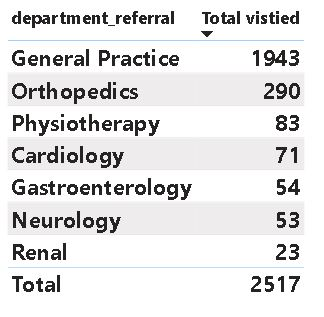 department_referral Total vistied
General Practice 1943
Orthopedics 290
Physiotherapy 83
Cardiology 71
Gastroenterology 54
Neurology 53
Renal 23
Total 2517